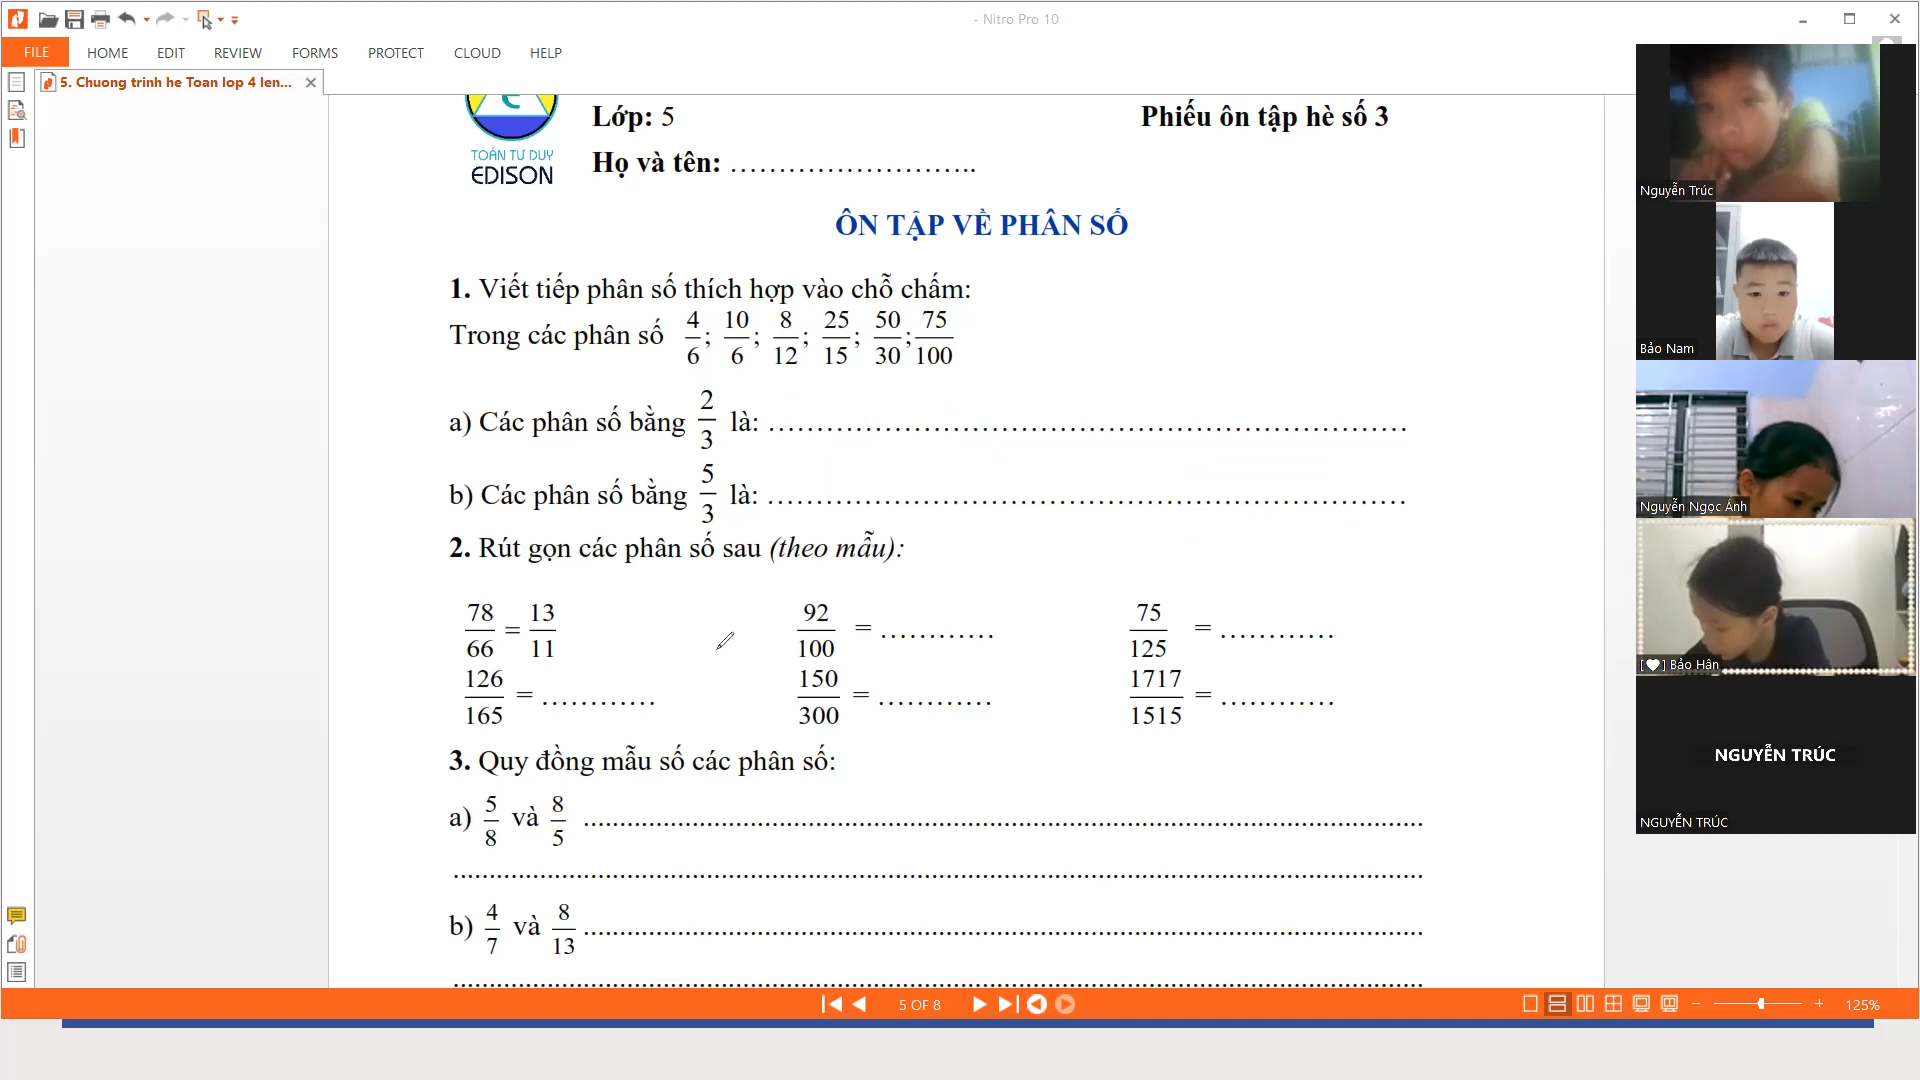 - Nitro Pro 10
FILE HOME EDIT REVIEW FORMS PROTECT CLOUD HELP
5. Chuong trinh he Toan lop 4 len...
Lớp: 5
Phiếu ôn tập hè số 3
TOÁN TƯ DUY
EDISON
Họ và tên: ……………………..
ÔN TẬP VỀ PHÂN SỐ
1. Viết tiếp phân số thích hợp vào chỗ chấm:
Trong các phân số 4/6; 10/6; 8/12; 25/15; 50/30; 75/100
a) Các phân số bằng 2/3 là: …………………………………………………………
b) Các phân số bằng 5/3 là: …………………………………………………………
2. Rút gọn các phân số sau (theo mẫu):
78/66 = 13/11 92/100 = ………… 75/125 = …………
126/165 = ………… 150/300 = ………… 1717/1515 = …………
3. Quy đồng mẫu số các phân số:
a) 5/8 và 8/5 ....................................................................................
....................................................................................
b) 4/7 và 8/13 ....................................................................................
....................................................................................
5 OF 8
125%
Nguyễn Trúc
Bảo Nam
Nguyễn Ngọc Ánh
[♥] Bảo Hân
NGUYỄN TRÚC
NGUYỄN TRÚC